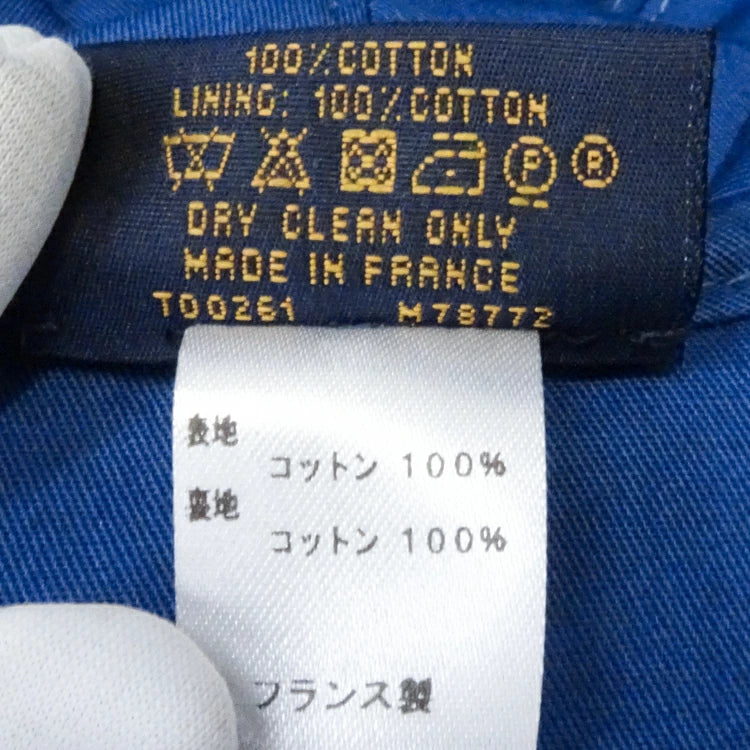 100%COTTON
LINING: 100%COTTON
P R
DRY CLEAN ONLY
MADE IN FRANCE
T00261 M78772
表地
コットン 100%
裏地
コットン 100%
フランス製